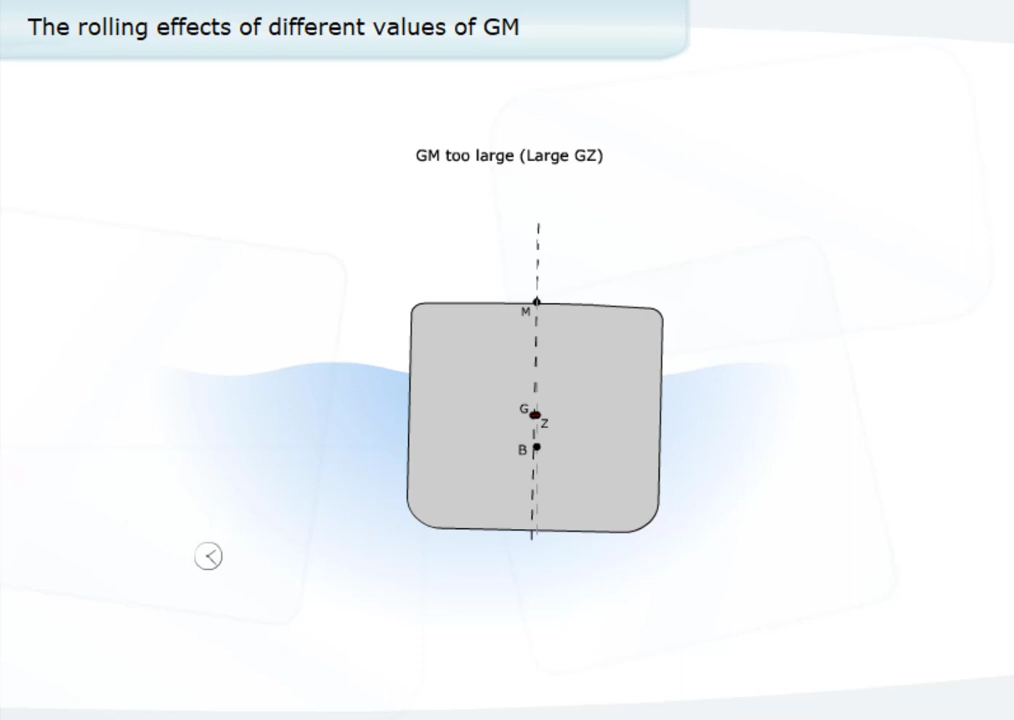 The rolling effects of different values of GM
GM too large (Large GZ)
M
G
Z
B